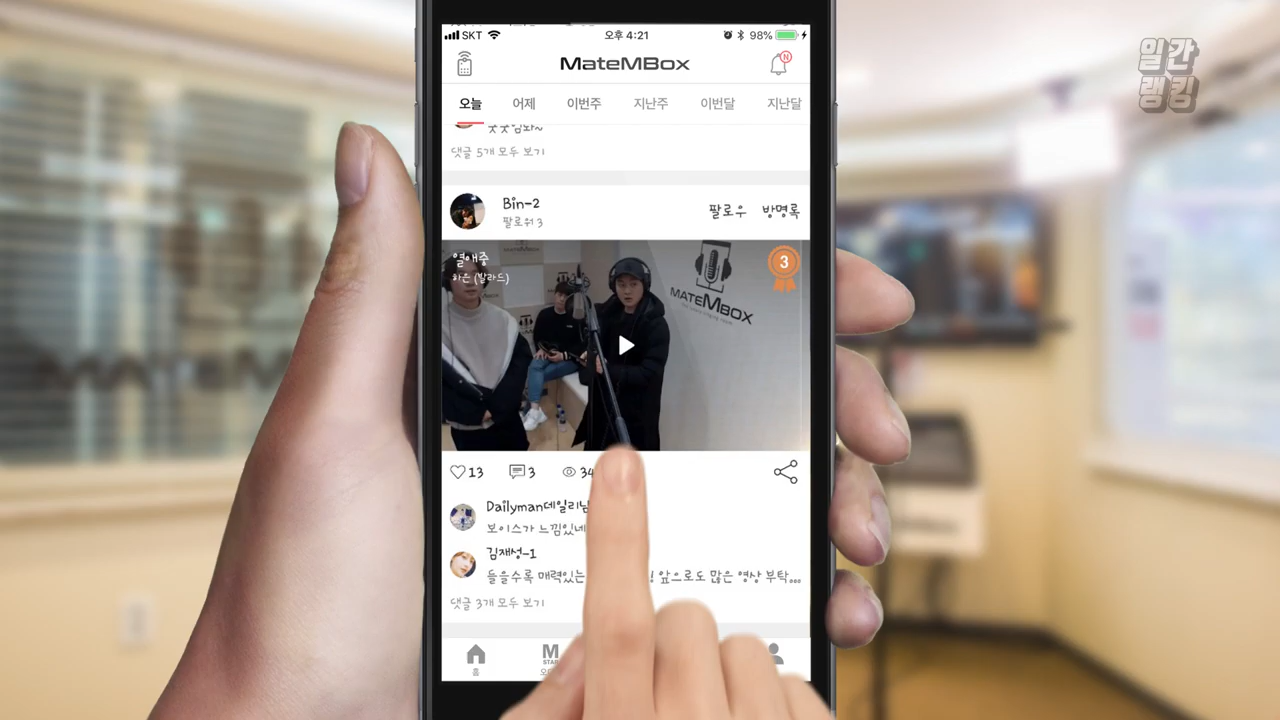 일간
랭킹
SKT 오후 4:21 98%
MateMBox N
오늘 어제 이번주 지난주 이번달 지난달
댓글 5개 모두 보기
Bin-2
팔로워 3
팔로우 방명록
열애중
하은 (발라드)
3
MATEMBOX
13 3 34
Dailyman데일리
보이스가 느낌있네
김재성-1
들을수록 매력있는 앞으로도 많은 영상 부탁...
댓글 3개 모두 보기
홈
M
STAR